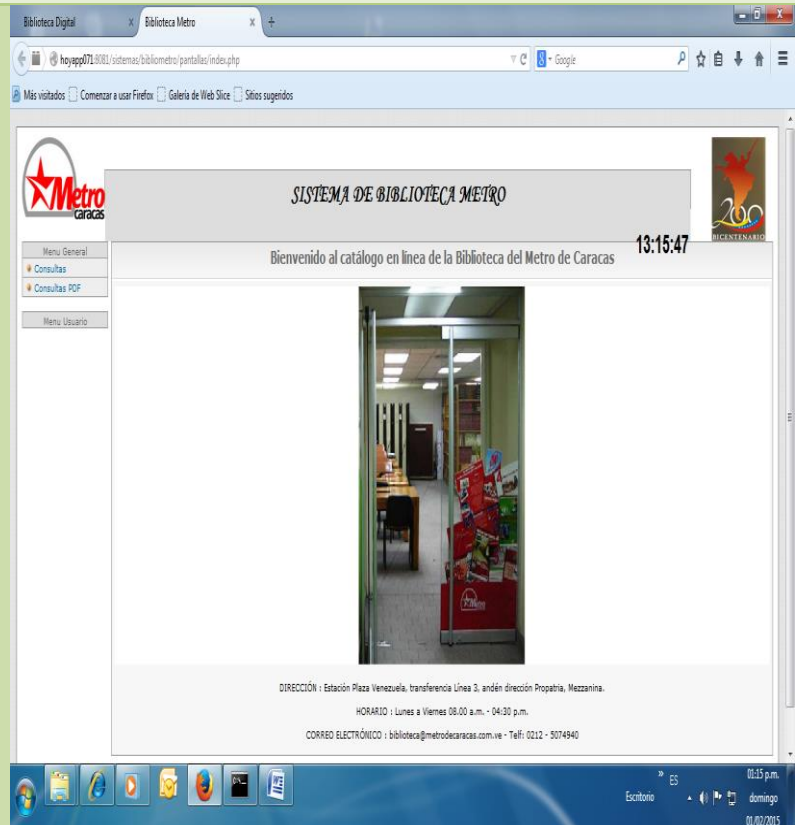 Biblioteca Digital x Biblioteca Metro x +
hoyapp071:8081/sistemas/bibliometro/pantallas/index.php Google
Más visitados Comenzar a usar Firefox Galería de Web Slice Sitios sugeridos
Metro
caracas
SISTEMA DE BIBLIOTECA METRO
200
BICENTENARIO
13:15:47
Menu General
Consultas
Consultas PDF
Menu Usuario
Bienvenido al catálogo en línea de la Biblioteca del Metro de Caracas
Metro
DIRECCIÓN : Estación Plaza Venezuela, transferencia Línea 3, andén dirección Propatria, Mezzanina.
HORARIO : Lunes a Viernes 08.00 a.m. - 04:30 p.m.
CORREO ELECTRÓNICO : biblioteca@metrodecaracas.com.ve - Telf: 0212 - 5074940
Escritorio » ES
01:15 p.m.
domingo
01/02/2015